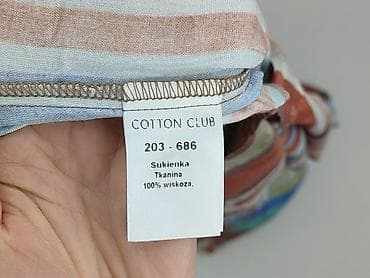 COTTON CLUB
203 - 686
Sukienka
Tkanina
100% wiskoza,